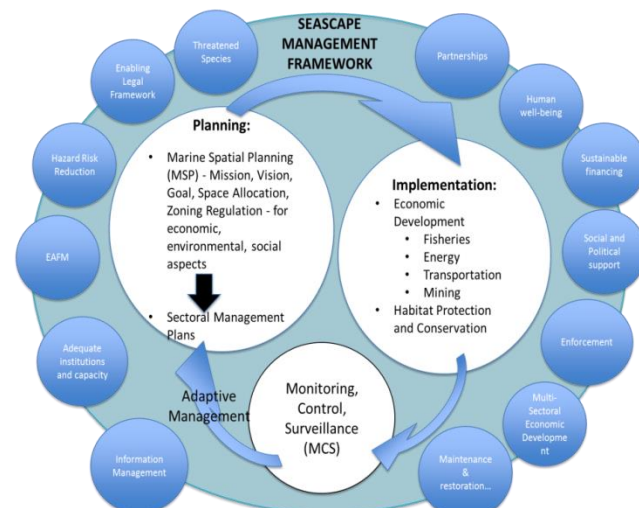 SEASCAPE
MANAGEMENT
FRAMEWORK
Threatened
Species
Enabling
Legal
Framework
Hazard Risk
Reduction
EAFM
Adequate
institutions
and capacity
Information
Management
Partnerships
Human
well-being
Sustainable
financing
Social and
Political
support
Enforcement
Multi-
Sectoral
Economic
Developme
nt
Maintenance
&
restoration...
Planning:
• Marine Spatial Planning
(MSP) - Mission, Vision,
Goal, Space Allocation,
Zoning Regulation - for
economic,
environmental, social
aspects
• Sectoral Management
Plans
Implementation:
• Economic
Development
• Fisheries
• Energy
• Transportation
• Mining
• Habitat Protection
and Conservation
Monitoring,
Control,
Surveillance
(MCS)
Adaptive
Management